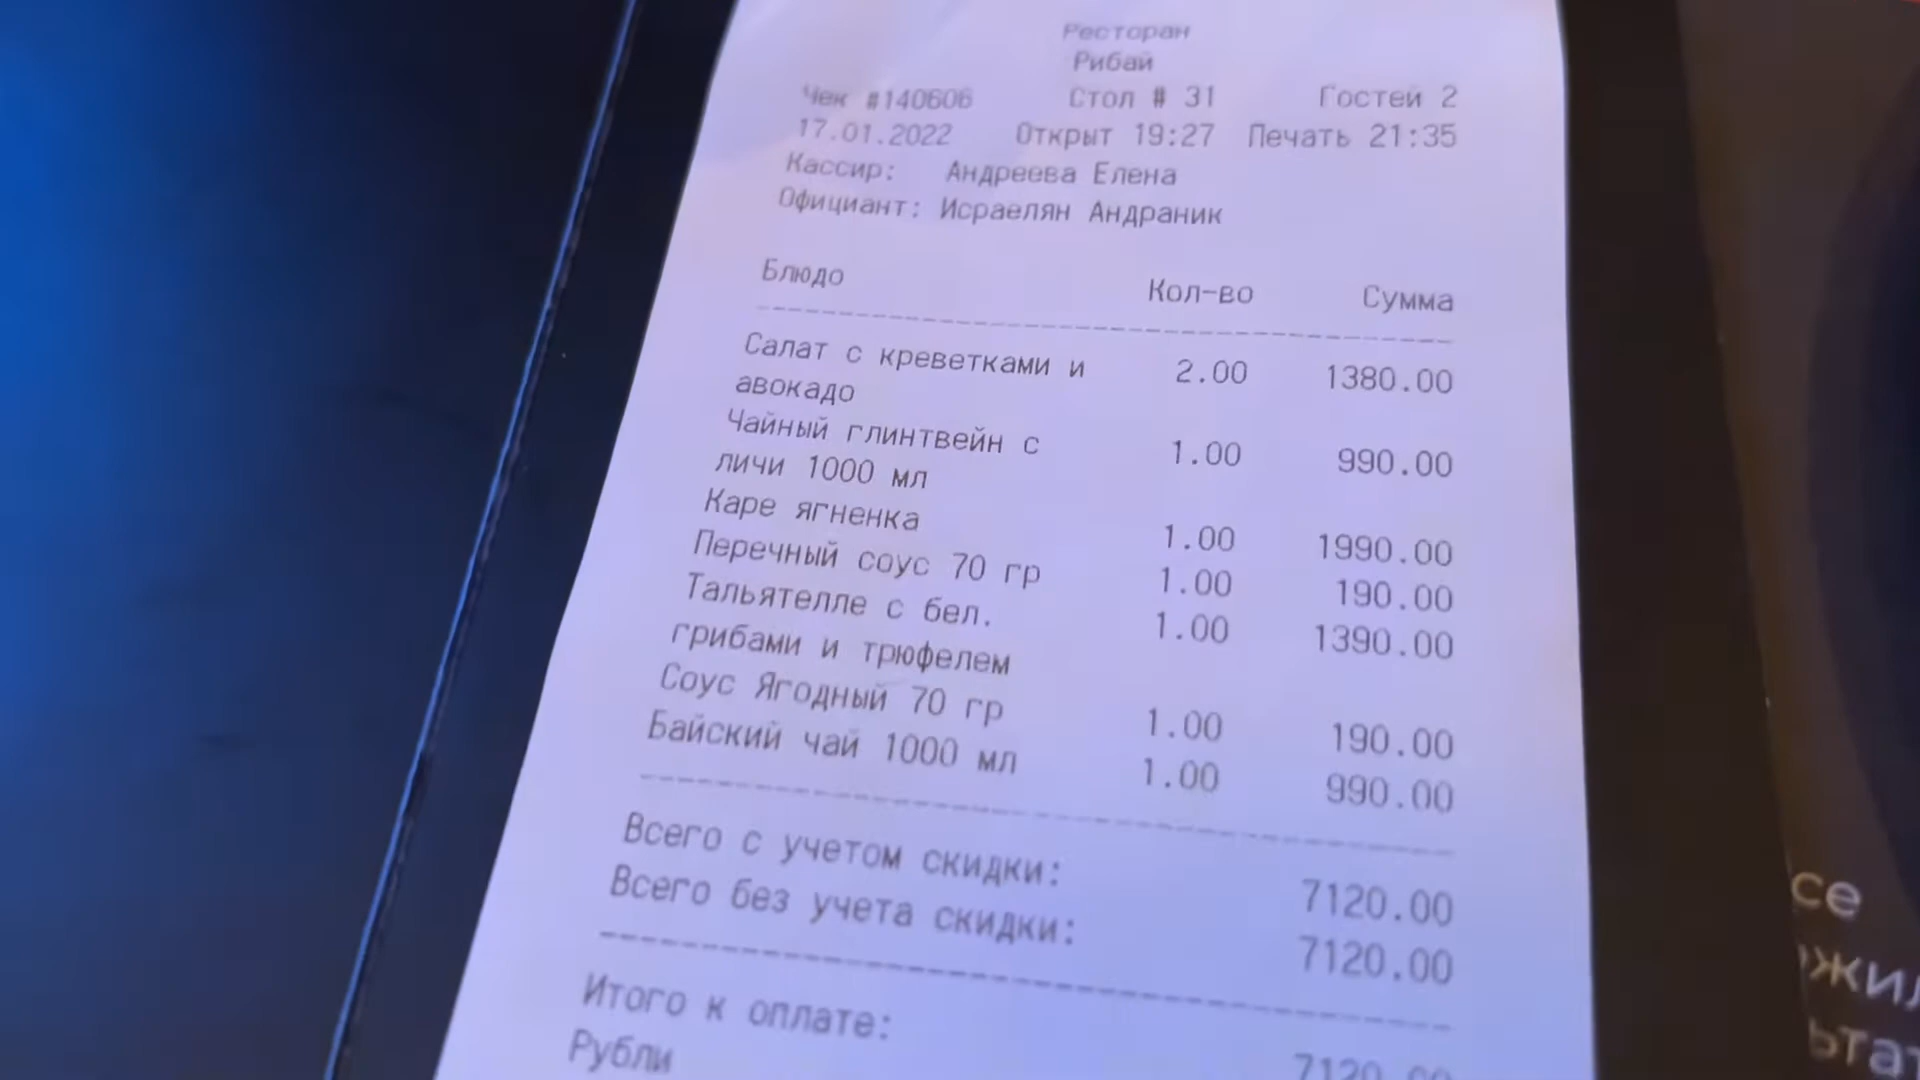 Ресторан
Рибай
Чек #140606 Стол # 31 Гостей 2
17.01.2022 Открыт 19:27 Печать 21:35
Кассир: Андреева Елена
Официант: Исраелян Андраник
Блюдо Кол-во Сумма
Салат с креветками и 2.00 1380.00
авокадо
Чайный глинтвейн с 1.00 990.00
личи 1000 мл
Каре ягненка 1.00 1990.00
Перечный соус 70 гр 1.00 190.00
Тальятелле с бел. 1.00 1390.00
грибами и трюфелем
Соус Ягодный 70 гр 1.00 190.00
Байский чай 1000 мл 1.00 990.00
Всего с учетом скидки: 7120.00
Всего без учета скидки: 7120.00
Итого к оплате:
Рубли 7120.00
се
жил
ьтат